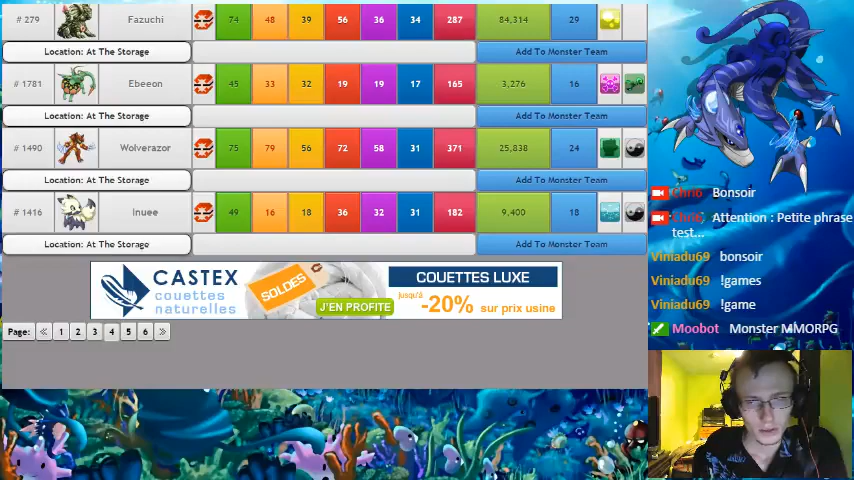 # 279 Fazuchi 74 48 39 56 36 34 287 84,314 29
Location: At The Storage Add To Monster Team
# 1781 Ebeeon 45 33 32 19 19 17 165 3,276 16
Location: At The Storage Add To Monster Team
# 1490 Wolverazor 75 79 56 72 58 31 371 25,838 24
Location: At The Storage Add To Monster Team
# 1416 Inuee 49 16 18 36 32 31 182 9,400 18
Location: At The Storage Add To Monster Team
CASTEX
couettes
naturelles
SOLDES
J'EN PROFITE
COUETTES LUXE
jusqu'à
-20% sur prix usine
Page: « 1 2 3 4 5 6 »
Bonsoir
Attention : Petite phrase
test...
Viniadu69 bonsoir
Viniadu69 !games
Viniadu69 !game
Moobot Monster MMORPG